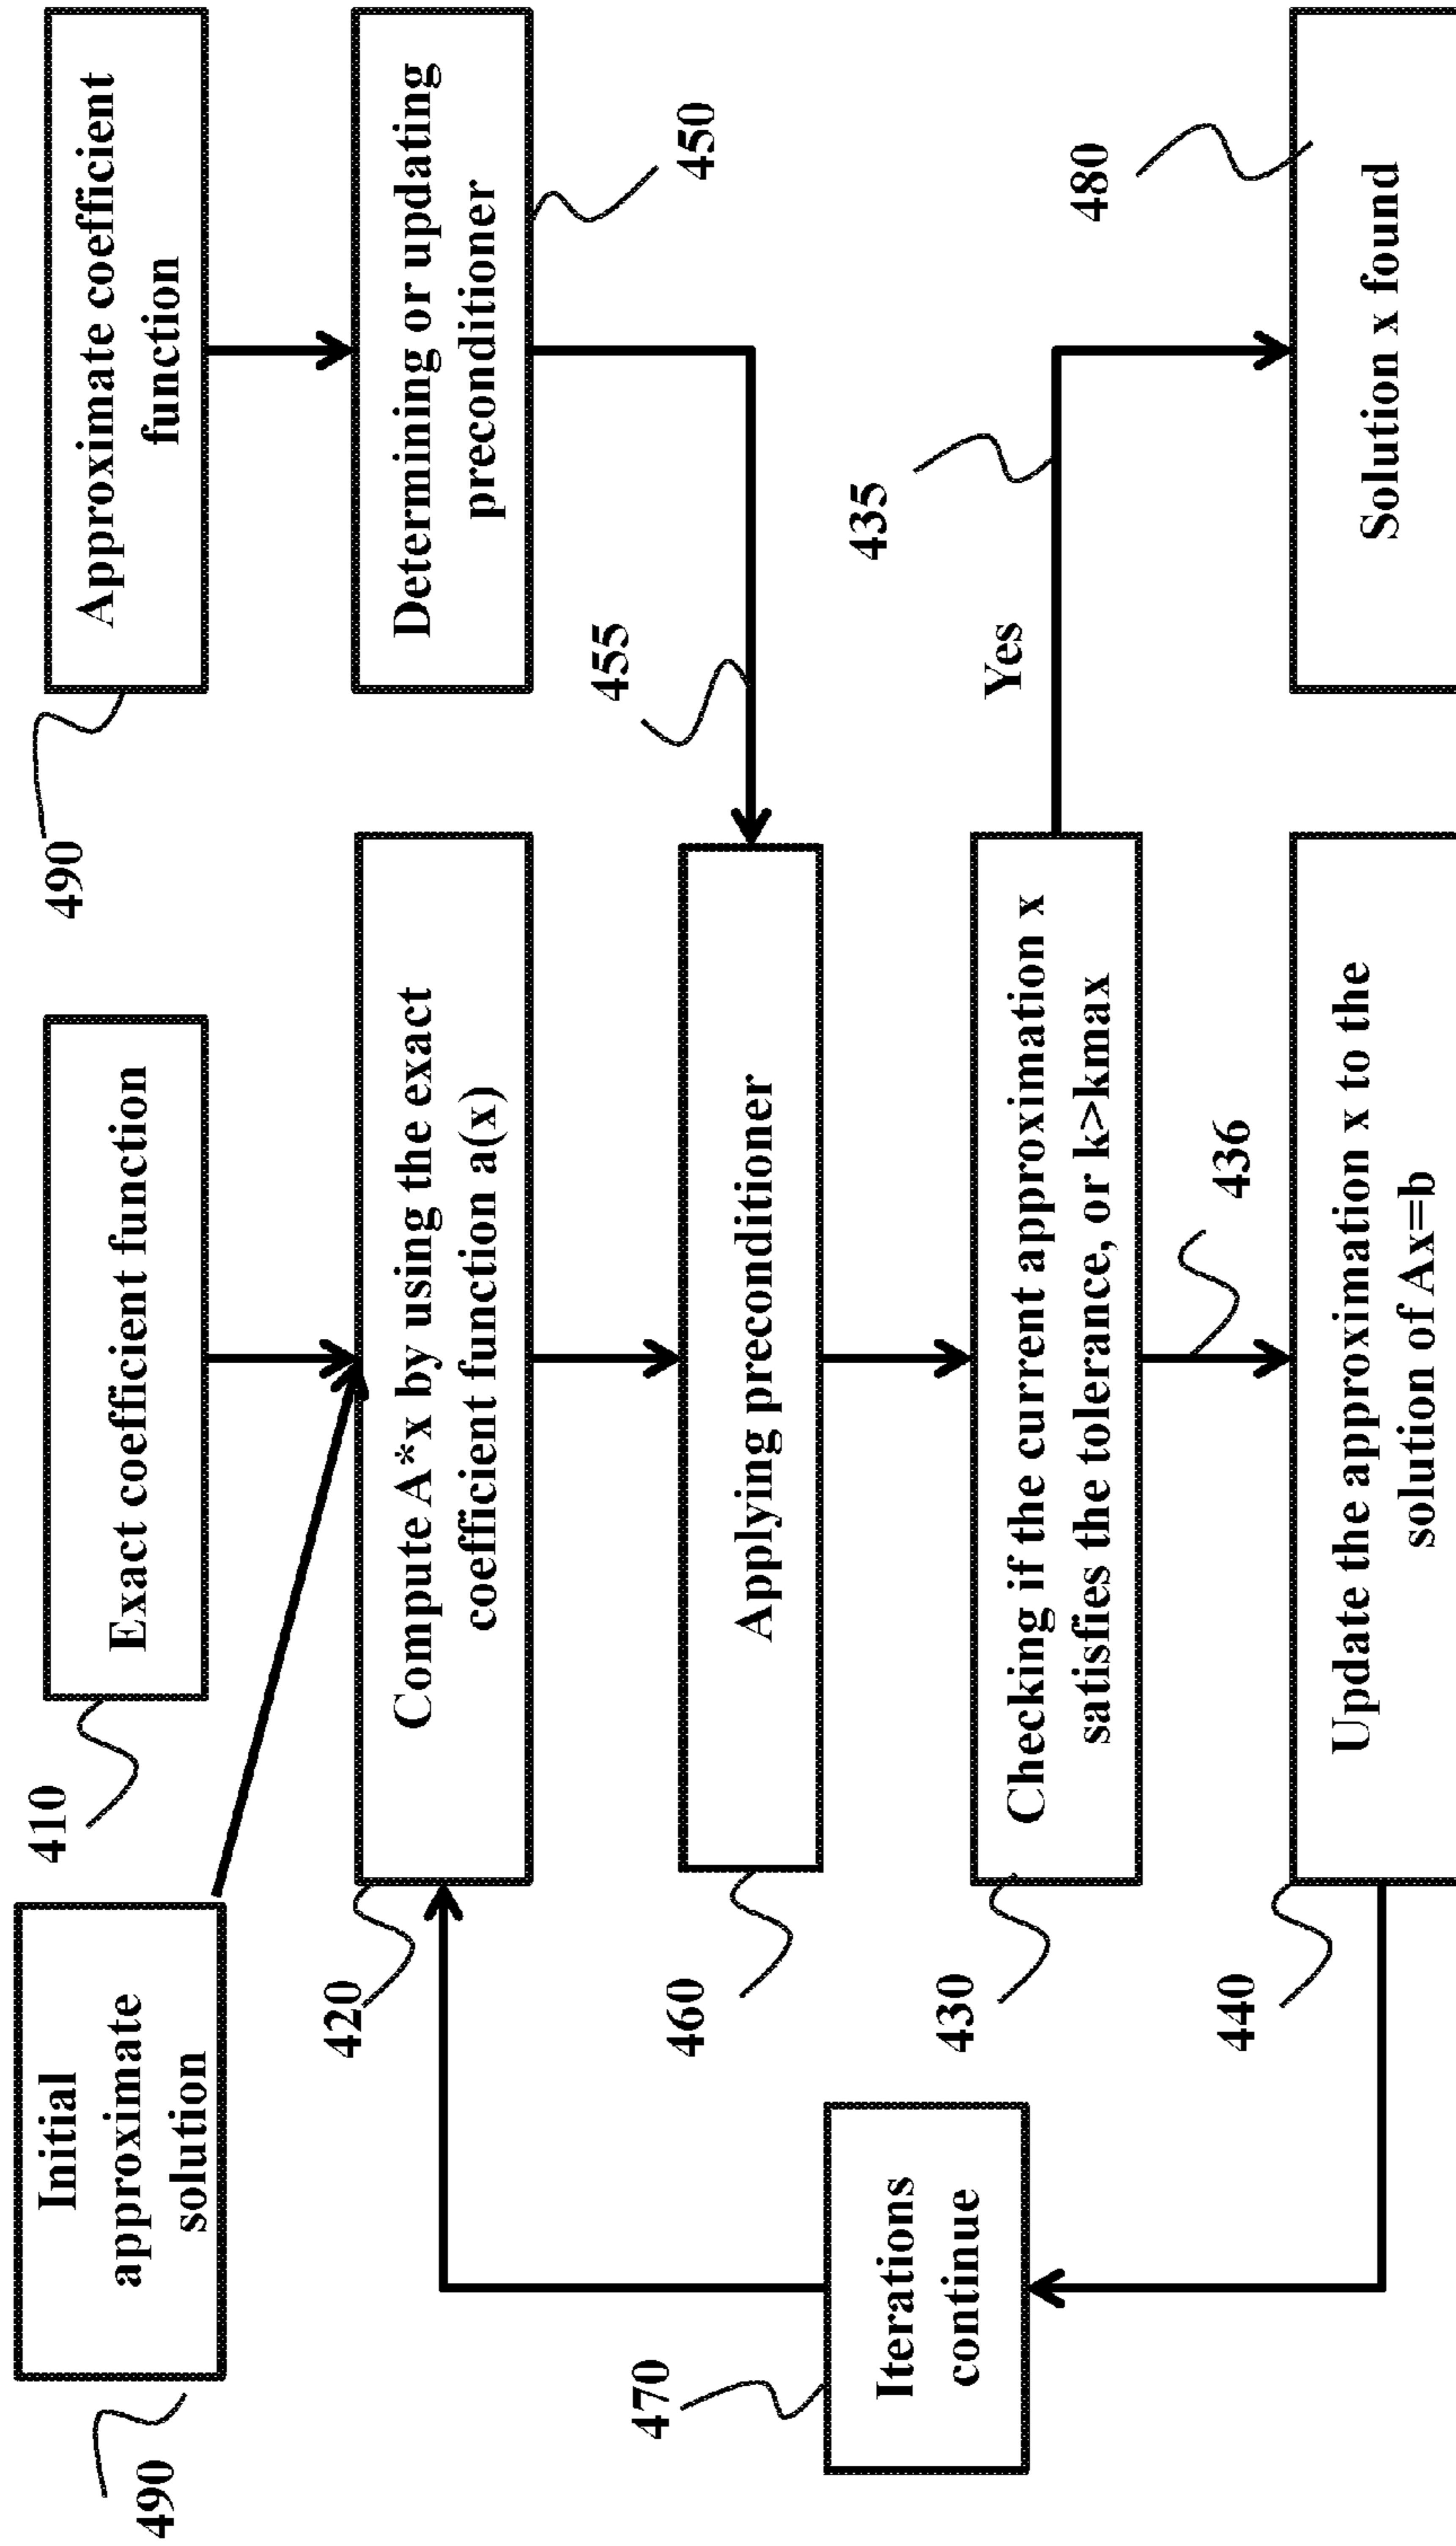 490
Initial
approximate
solution
410
Exact coefficient function
490
Approximate coefficient
function
420
Compute A*x by using the exact
coefficient function a(x)
Determining or updating
preconditioner
450
455
470
Iterations
continue
460
Applying preconditioner
435
Yes
430
Checking if the current approximation x
satisfies the tolerance, or k>kmax
436
480
440
Update the approximation x to the
solution of Ax=b
Solution x found